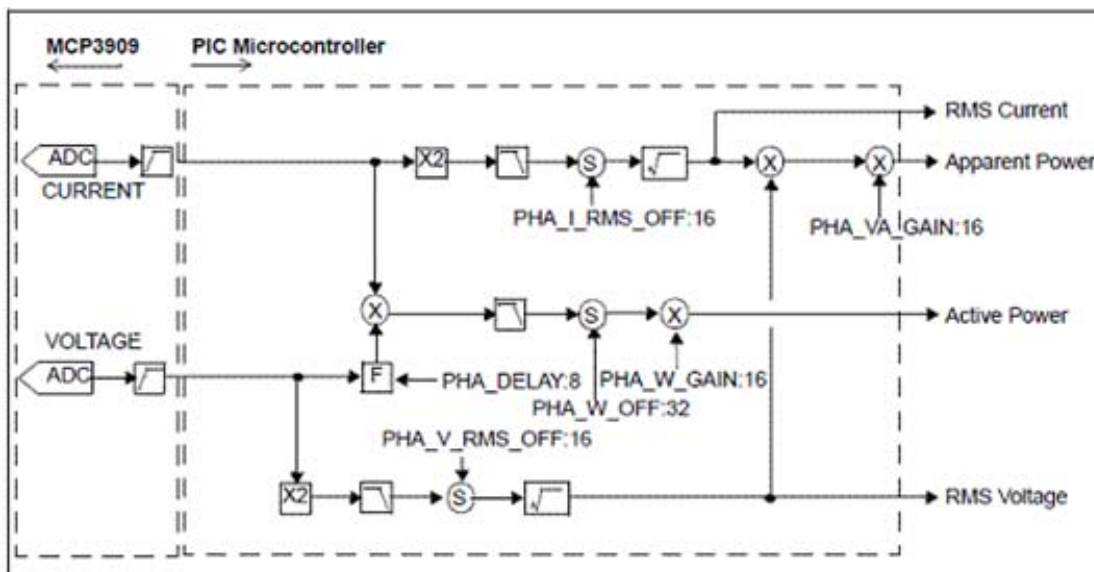 MCP3909
PIC Microcontroller
RMS Current
ADC
X2
S
X
X
Apparent Power
CURRENT
PHA_I_RMS_OFF:16
PHA_VA_GAIN:16
X
S
X
Active Power
VOLTAGE
ADC
F
PHA_DELAY:8
PHA_W_GAIN:16
PHA_W_OFF:32
PHA_V_RMS_OFF:16
X2
S
RMS Voltage